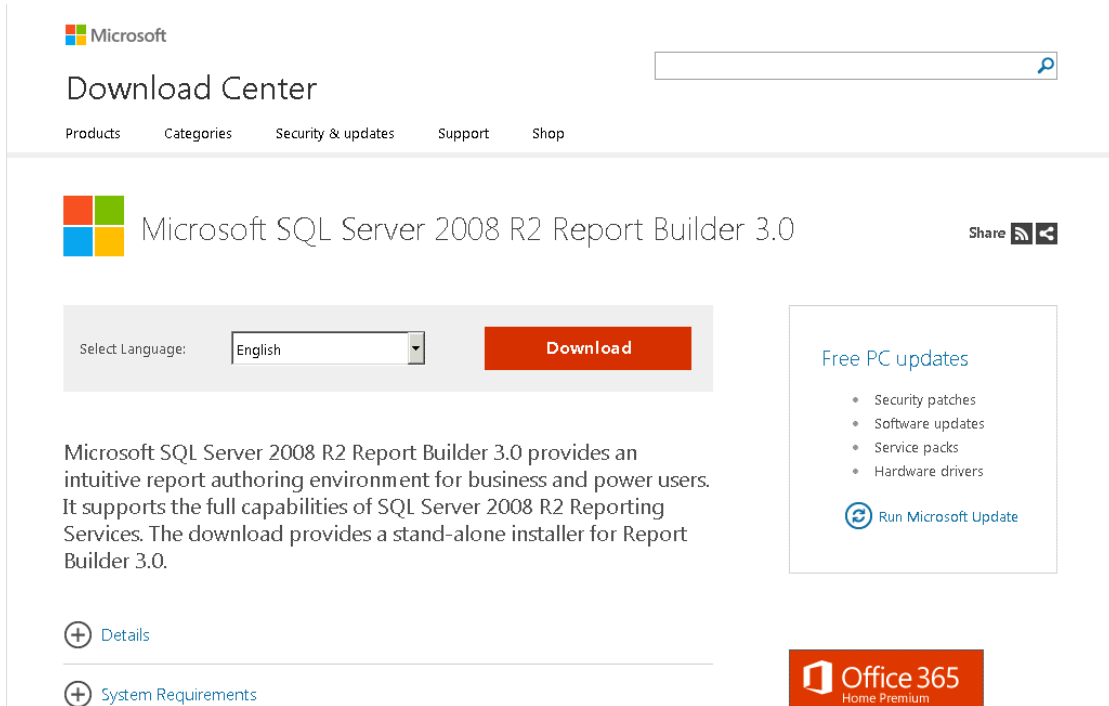 Microsoft
Download Center
Products Categories Security & updates Support Shop
Microsoft SQL Server 2008 R2 Report Builder 3.0
Share
Select Language: English Download
Microsoft SQL Server 2008 R2 Report Builder 3.0 provides an
intuitive report authoring environment for business and power users.
It supports the full capabilities of SQL Server 2008 R2 Reporting
Services. The download provides a stand-alone installer for Report
Builder 3.0.
Details
System Requirements
Free PC updates
Security patches
Software updates
Service packs
Hardware drivers
Run Microsoft Update
Office 365
Home Premium